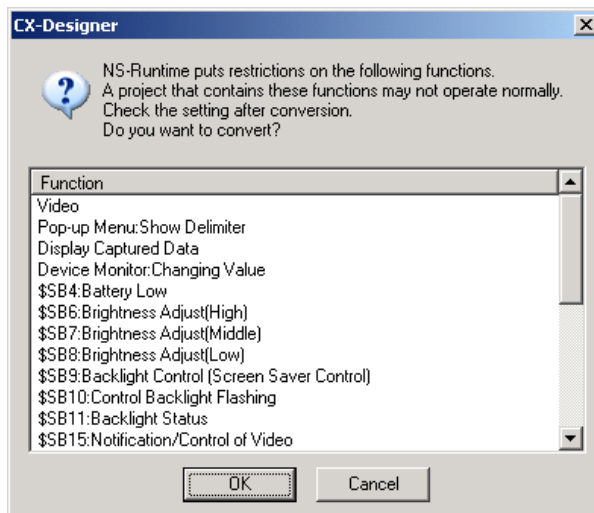 CX-Designer
NS-Runtime puts restrictions on the following functions.
A project that contains these functions may not operate normally.
Check the setting after conversion.
Do you want to convert?
Function
Video
Pop-up Menu:Show Delimiter
Display Captured Data
Device Monitor:Changing Value
$SB4:Battery Low
$SB6:Brightness Adjust(High)
$SB7:Brightness Adjust(Middle)
$SB8:Brightness Adjust(Low)
$SB9:Backlight Control (Screen Saver Control)
$SB10:Control Backlight Flashing
$SB11:Backlight Status
$SB15:Notification/Control of Video
OK Cancel